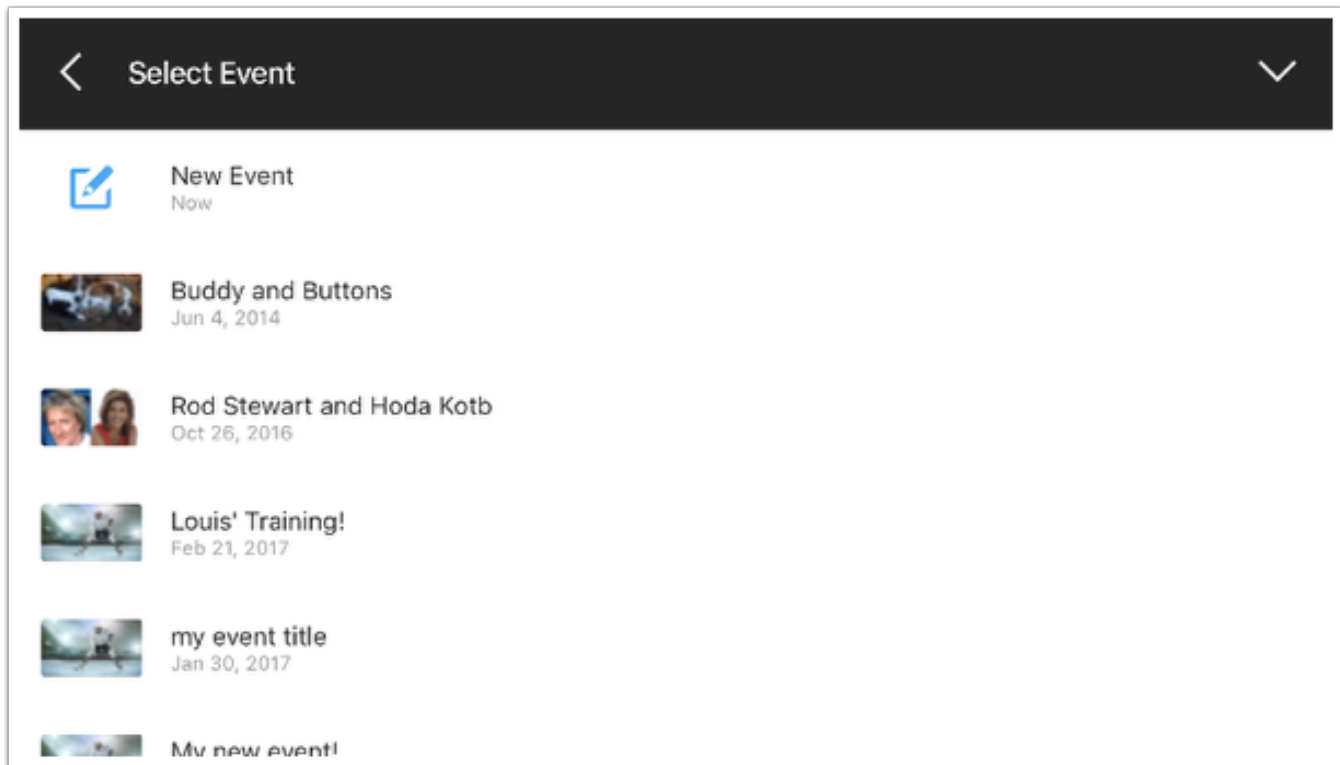 Select Event
New Event
Now
Buddy and Buttons
Jun 4, 2014
Rod Stewart and Hoda Kotb
Oct 26, 2016
Louis' Training!
Feb 21, 2017
my event title
Jan 30, 2017
My new event!